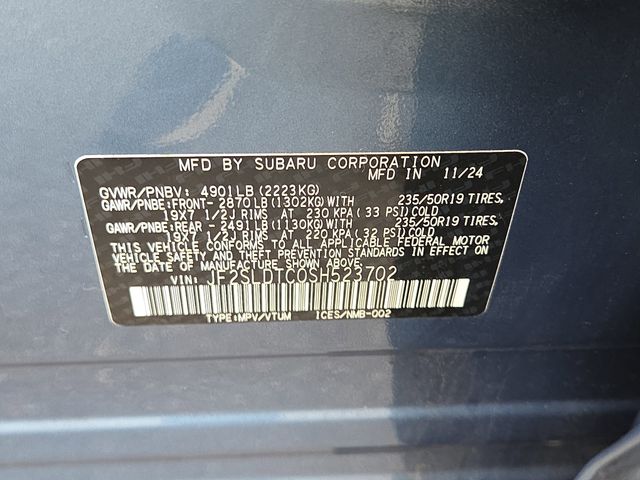 MFD BY SUBARU CORPORATION
MFD IN 11/24
GVWR/PNBV: 4901LB(2223KG)
GAWR/PNBE:FRONT- 2870LB(1302KG)WITH 235/50R19 TIRES,
19X7 1/2J RIMS AT 230 KPA(33 PSI)COLD
GAWR/PNBE:REAR - 2491LB(1130KG)WITH 235/50R19 TIRES,
19X7 1/2J RIMS AT 220 KPA(32 PSI)COLD
THIS VEHICLE CONFORMS TO ALL APPLICABLE FEDERAL MOTOR
VEHICLE SAFETY AND THEFT PREVENTION STANDARDS IN EFFECT ON
THE DATE OF MANUFACTURE SHOWN ABOVE.
VIN: JF2SLDTC0SH523702
TYPE:MPV/VTUM ICES/NMB-002